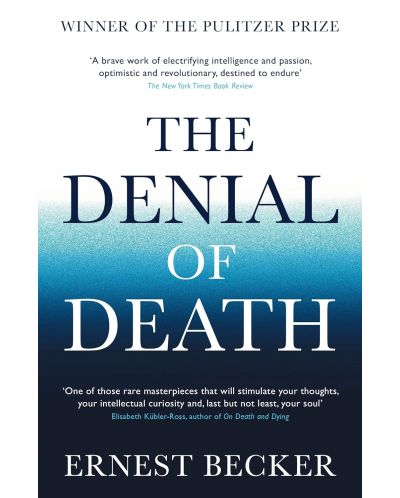 WINNER OF THE PULITZER PRIZE
‘A brave work of electrifying intelligence and passion,
optimistic and revolutionary, destined to endure’
The New York Times Book Review
THE
DENIAL
OF
DEATH
‘One of those rare masterpieces that will stimulate your thoughts,
your intellectual curiosity and, last but not least, your soul’
Elisabeth Kübler-Ross, author of On Death and Dying
ERNEST BECKER